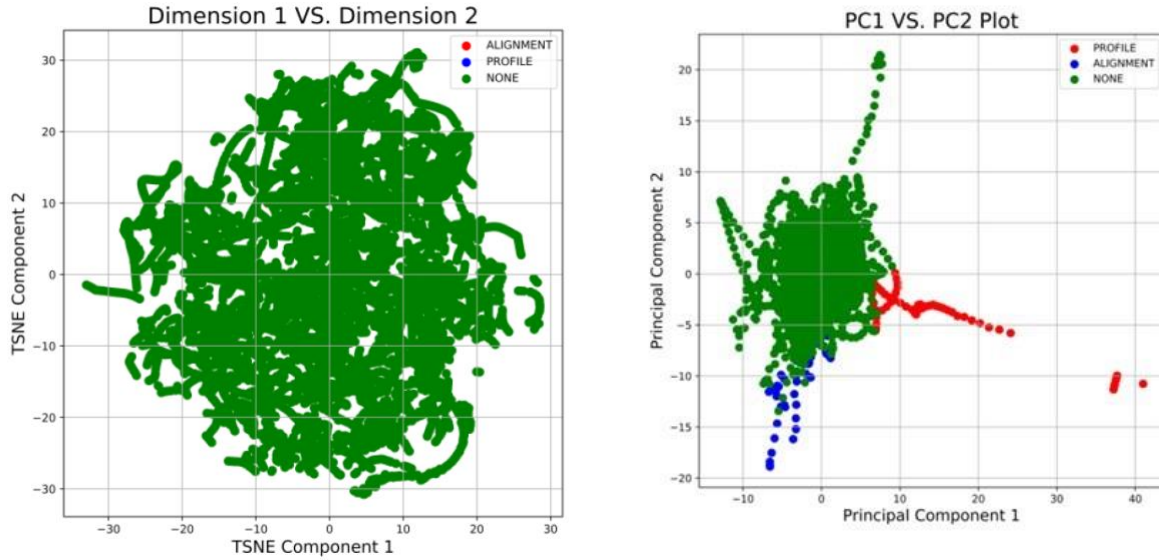 Dimension 1 VS. Dimension 2
ALIGNMENT
PROFILE
NONE
TSNE Component 2
30
20
10
0
−10
−20
−30
−30
−20
−10
0
10
20
30
TSNE Component 1
PC1 VS. PC2 Plot
PROFILE
ALIGNMENT
NONE
Principal Component 2
20
15
10
5
0
−5
−10
−15
−20
−10
0
10
20
30
40
Principal Component 1